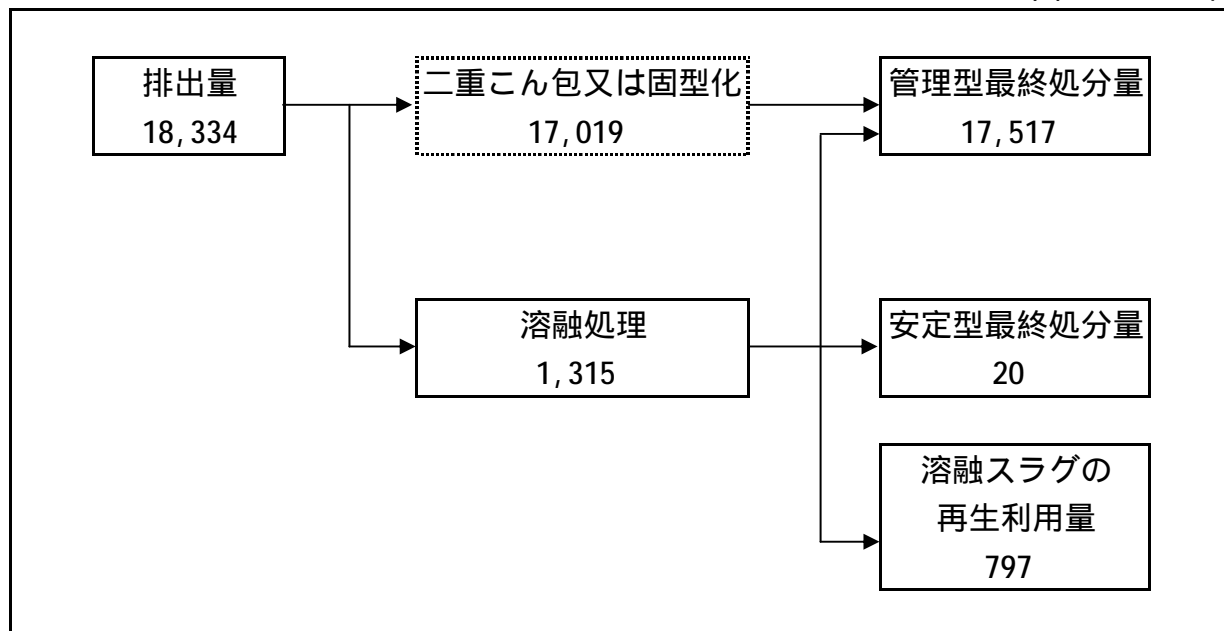 排出量
18,334
二重こん包又は固型化
17,019
管理型最終処分量
17,517
溶融処理
1,315
安定型最終処分量
20
溶融スラグの
再生利用量
797